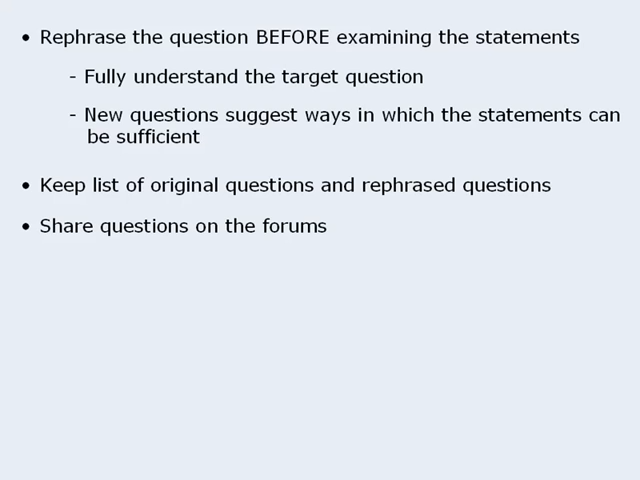 • Rephrase the question BEFORE examining the statements
- Fully understand the target question
- New questions suggest ways in which the statements can
be sufficient
• Keep list of original questions and rephrased questions
• Share questions on the forums